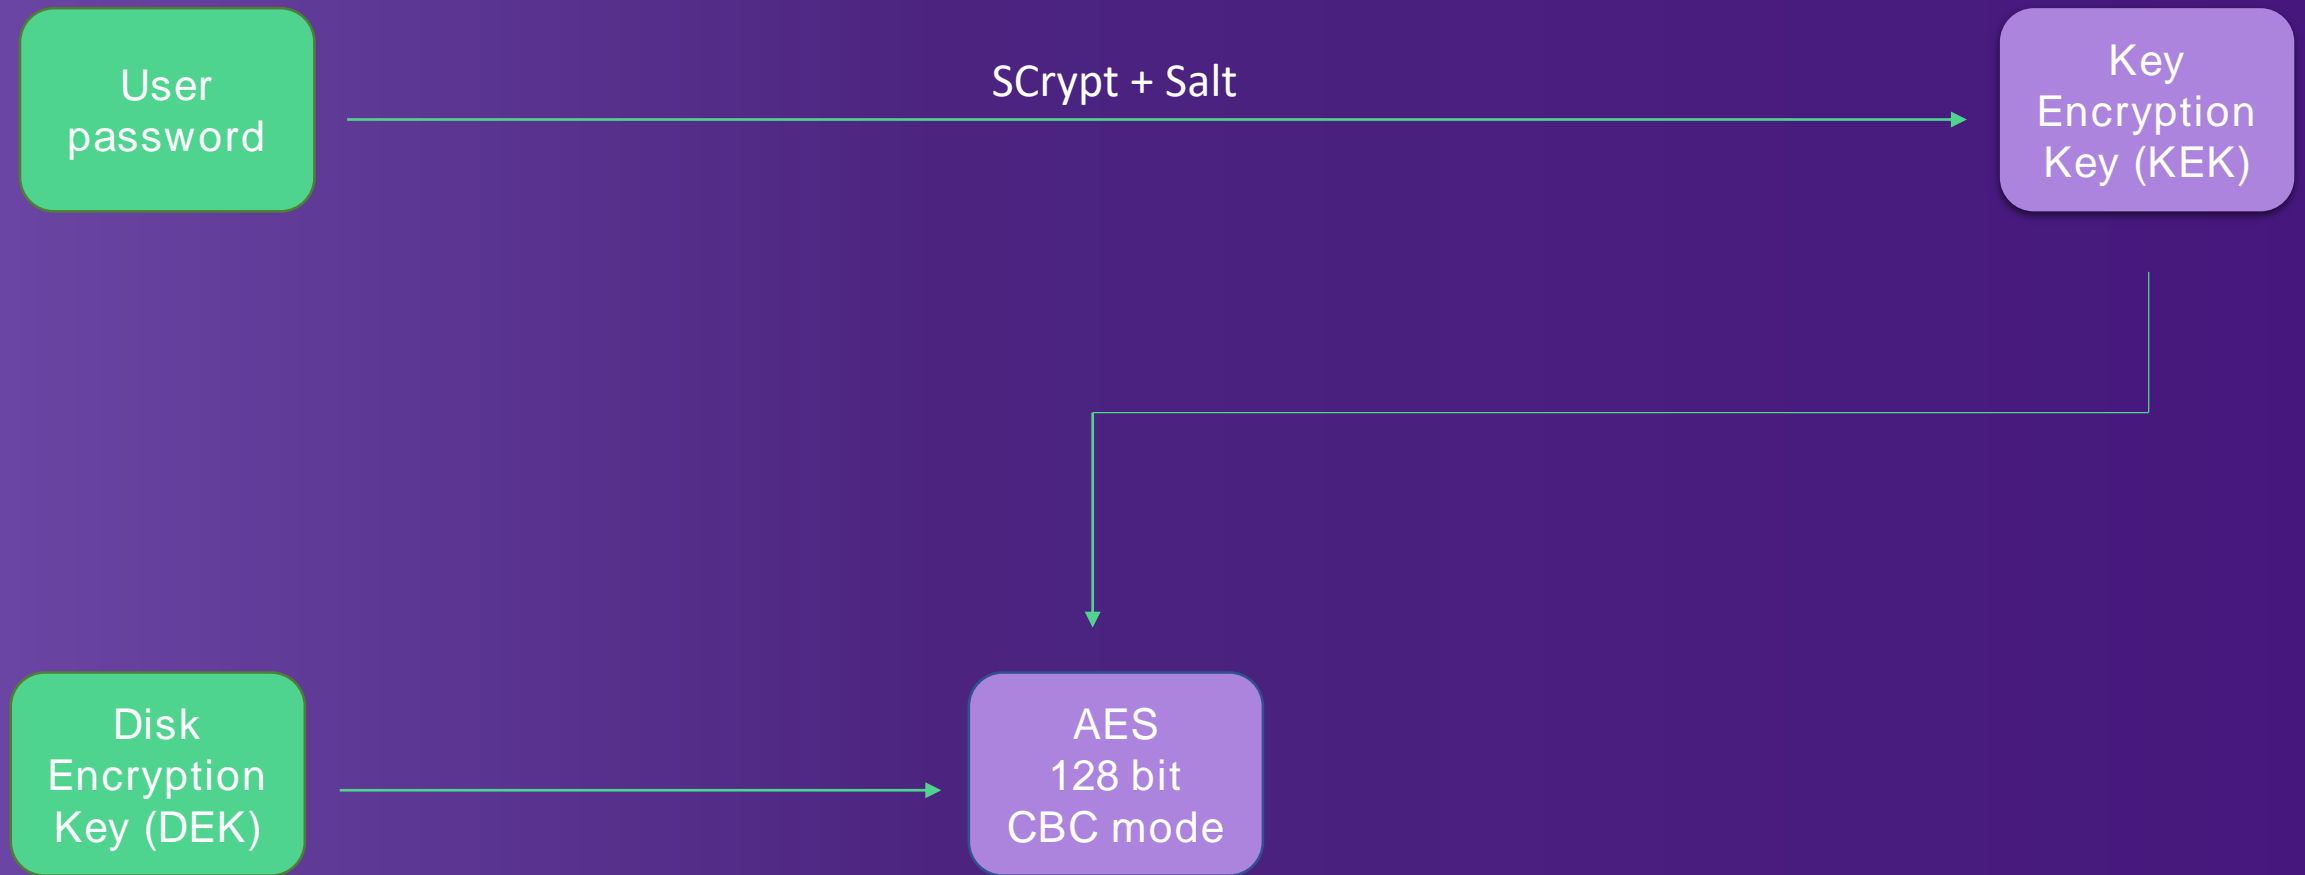 User
password
SCrypt + Salt
Key
Encryption
Key (KEK)
Disk
Encryption
Key (DEK)
AES
128 bit
CBC mode